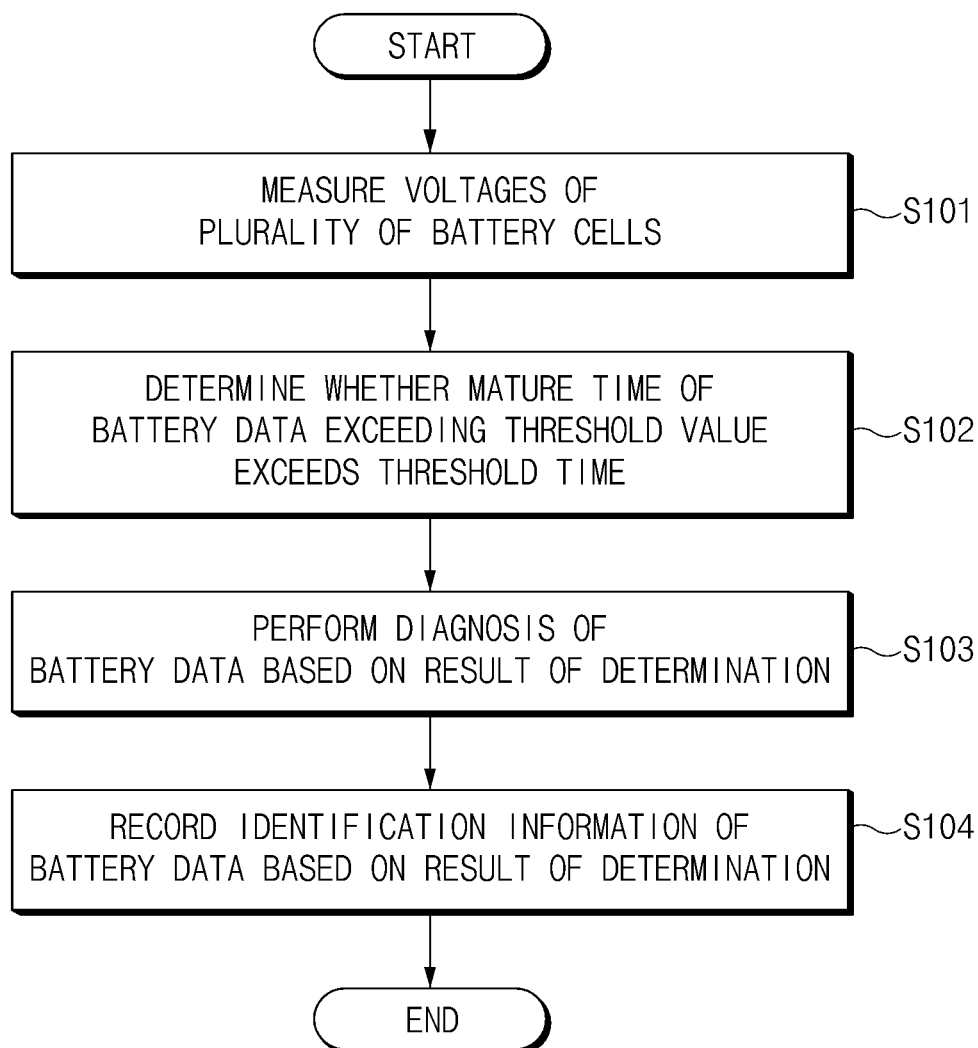 START
MEASURE VOLTAGES OF
PLURALITY OF BATTERY CELLS
S101
DETERMINE WHETHER MATURE TIME OF
BATTERY DATA EXCEEDING THRESHOLD VALUE
EXCEEDS THRESHOLD TIME
S102
PERFORM DIAGNOSIS OF
BATTERY DATA BASED ON RESULT OF DETERMINATION
S103
RECORD IDENTIFICATION INFORMATION OF
BATTERY DATA BASED ON RESULT OF DETERMINATION
S104
END